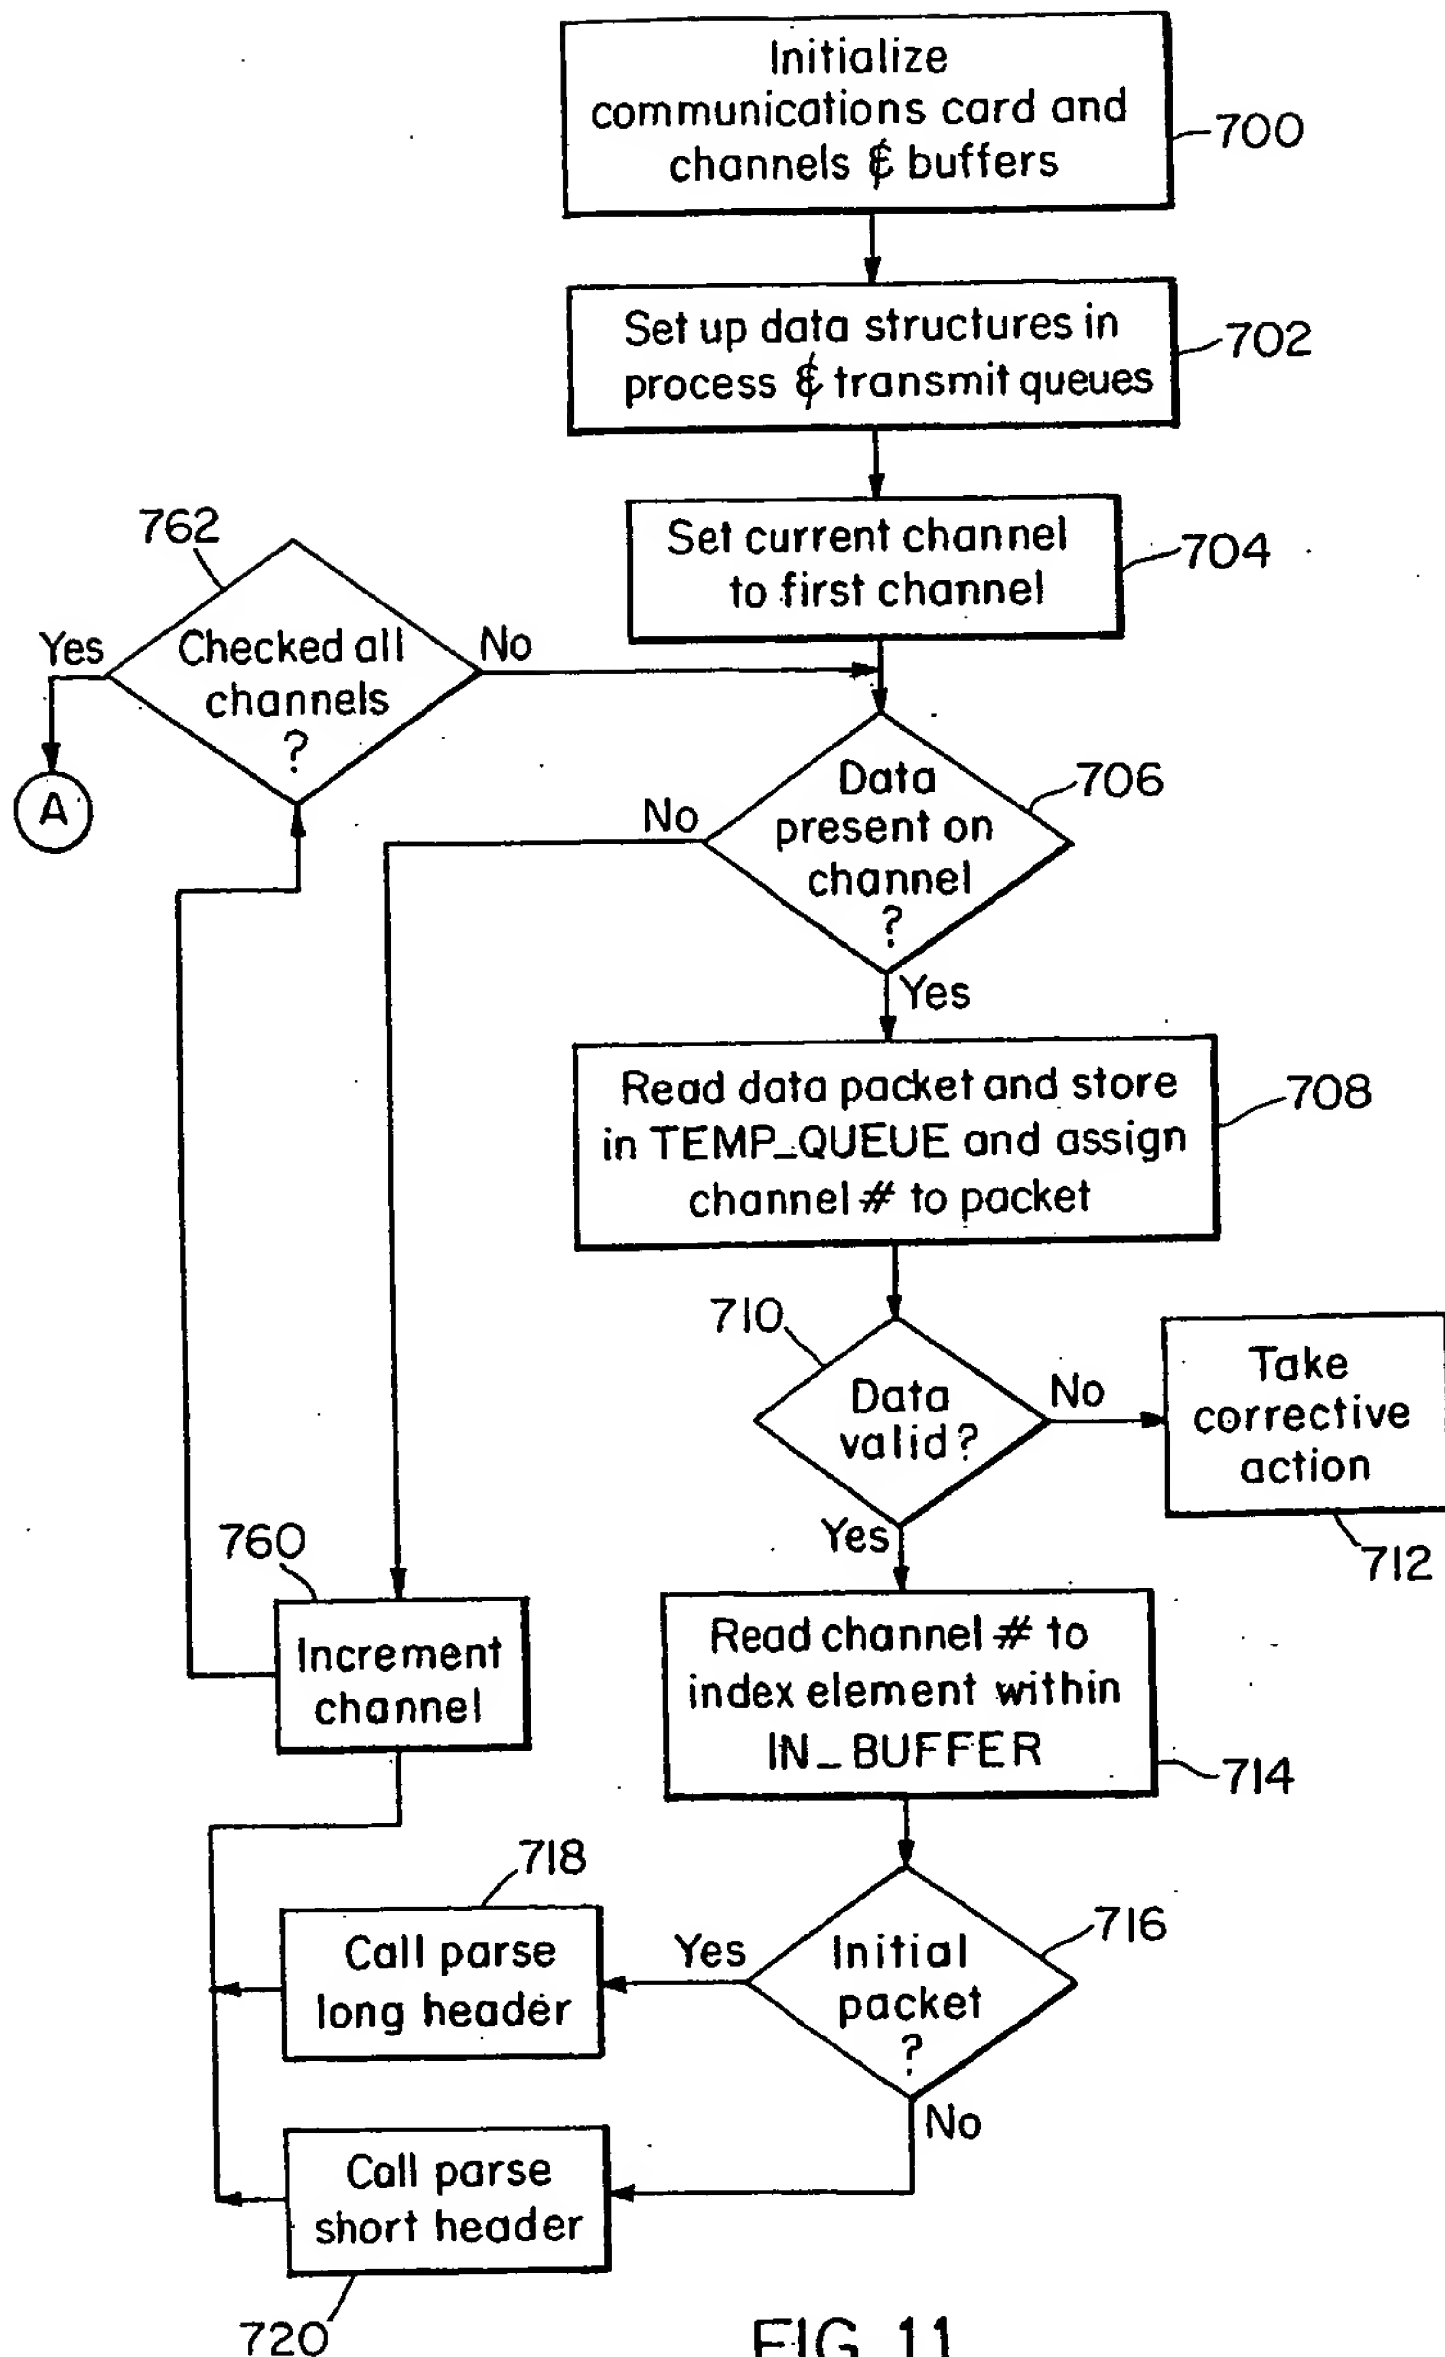 Initialize
communications card and
channels & buffers
700
Set up data structures in
process & transmit queues
702
Set current channel
to first channel
704
762
Checked all
channels
?
Yes
No
A
Data
present on
channel
?
706
No
Yes
Read data packet and store
in TEMP_QUEUE and assign
channel # to packet
708
710
Data
valid?
No
Yes
Take
corrective
action
712
760
Increment
channel
Read channel # to
index element within
IN_BUFFER
714
718
Call parse
long header
Yes
Initial
packet
?
716
No
Call parse
short header
720
FIG. 11